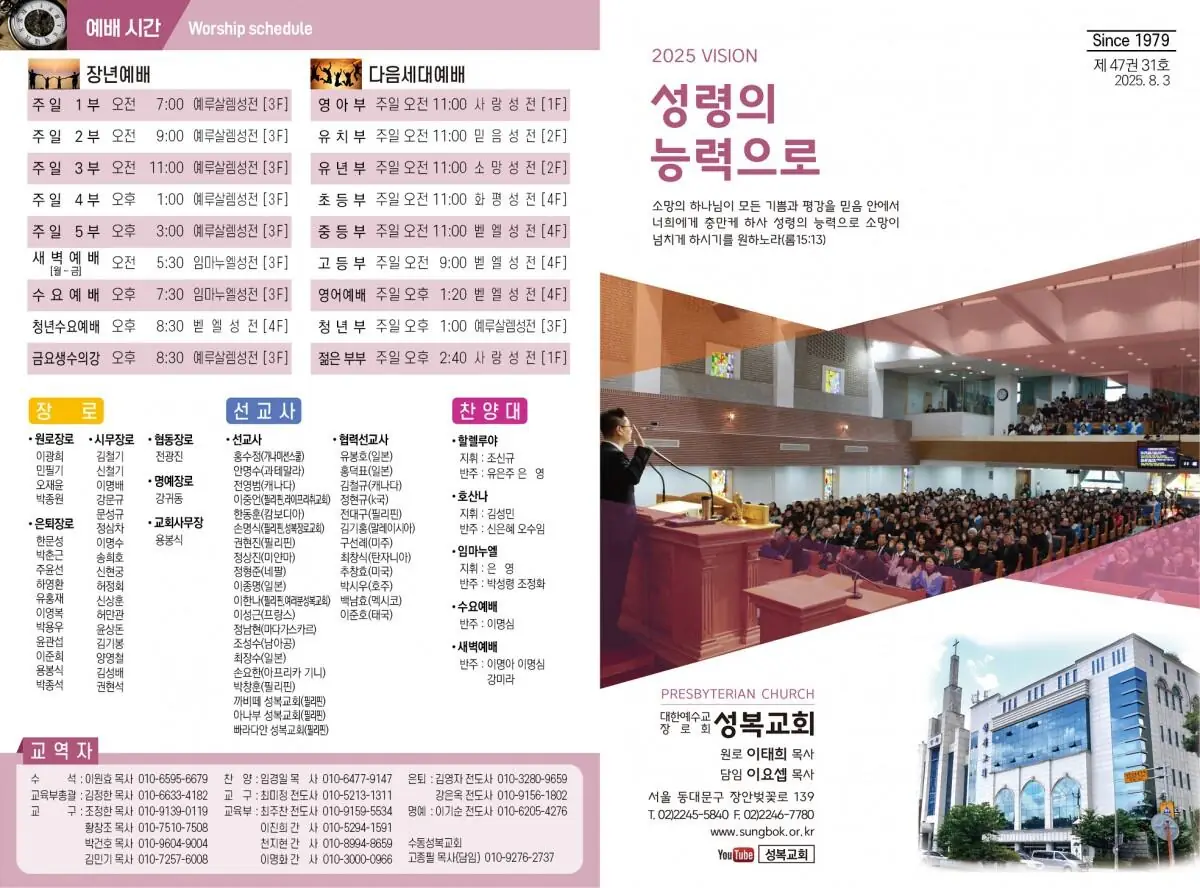 예배 시간 Worship schedule
장년예배
주일 1부 오전 7:00 예루살렘성전 [3F]
주일 2부 오전 9:00 예루살렘성전 [3F]
주일 3부 오전 11:00 예루살렘성전 [3F]
주일 4부 오후 1:00 예루살렘성전 [3F]
주일 5부 오후 3:00 예루살렘성전 [3F]
새벽예배 [월~금] 오전 5:30 임마누엘성전 [3F]
수요예배 오후 7:30 임마누엘성전 [3F]
청년수요예배 오후 8:30 벧엘성전 [4F]
금요생수의강 오후 8:30 예루살렘성전 [3F]
다음세대예배
영아부 주일 오전 11:00 사랑성전 [1F]
유치부 주일 오전 11:00 믿음성전 [2F]
유년부 주일 오전 11:00 소망성전 [2F]
초등부 주일 오전 11:00 화평성전 [4F]
중등부 주일 오전 11:00 벧엘성전 [4F]
고등부 주일 오전 9:00 벧엘성전 [4F]
영어예배 주일 오후 1:20 벧엘성전 [4F]
청년부 주일 오후 1:00 예루살렘성전 [3F]
젊은 부부 주일 오후 2:40 사랑성전 [1F]
장 로
• 원로장로
이광희
민필기
오재윤
박종원
• 은퇴장로
한문성
박춘근
주윤선
하영환
유홍재
이영복
박용우
윤관섭
이준희
용봉식
박종석
• 시무장로
김철기
신철기
이명배
강문규
문성규
정삼차
이명수
송희호
신현궁
허정회
신상훈
허만관
윤상돈
김기봉
양영철
김성배
권현석
• 협동장로
전광진
• 명예장로
강귀동
• 교회사무장
용봉식
선교사
• 선교사
홍수정(가나미션스쿨)
안명수(과테말라)
전영범(캐나다)
이중언(필리핀,레이프리취교회)
한동훈(캄보디아)
손명식(필리핀,성복장로교회)
권현진(필리핀)
정상진(미얀마)
정형준(네팔)
이종명(일본)
이한나(필리핀,여러분성복교회)
이성근(프랑스)
정남현(마다가스카르)
조성수(남아공)
최장수(일본)
손요한(아프리카 기니)
박창훈(필리핀)
까비떼 성복교회(필리핀)
아나부 성복교회(필리핀)
빠라다안 성복교회(필리핀)
• 협력선교사
유봉호(일본)
홍덕표(일본)
김철규(캐나다)
정현규(k국)
전대구(필리핀)
김기홍(말레이시아)
구선례(미주)
최창식(탄자니아)
추창효(미국)
박시우(호주)
백남효(멕시코)
이준호(태국)
찬양대
• 할렐루야
지휘 : 조신규
반주 : 유은주 은 영
• 호산나
지휘 : 김성민
반주 : 신은혜 오수임
• 임마누엘
지휘 : 은 영
반주 : 박성령 조정화
• 수요예배
반주 : 이명심
• 새벽예배
반주 : 이명아 이명심
강미라
교역자
수 석 : 이원효 목사 010-6595-6679
교육부총괄 : 김정한 목사 010-6633-4182
교 구 : 조정한 목사 010-9139-0119
황창조 목사 010-7510-7508
박건호 목사 010-9604-9004
김민기 목사 010-7257-6008
찬 양 : 임경일 목 사 010-6477-9147
교 구 : 최미정 전도사 010-5213-1311
교육부 : 최주찬 전도사 010-9159-5534
이진희 간 사 010-5294-1591
천지현 간 사 010-8994-8659
이명화 간 사 010-3000-0966
은퇴 : 김영자 전도사 010-3280-9659
강은옥 전도사 010-9156-1802
명예 : 이기순 전도사 010-6205-4276
수동성복교회
고종필 목사(담임) 010-9276-2737
Since 1979
제 47권 31호
2025. 8. 3
2025 VISION
성령의
능력으로
소망의 하나님이 모든 기쁨과 평강을 믿음 안에서
너희에게 충만케 하사 성령의 능력으로 소망이
넘치게 하시기를 원하노라(롬15:13)
PRESBYTERIAN CHURCH
대한예수교
장로회 성복교회
원로 이태희 목사
담임 이요셉 목사
서울 동대문구 장안벚꽃로 139
T. 02)2245-5840 F. 02)2246-7780
www.sungbok.or.kr
YouTube 성복교회